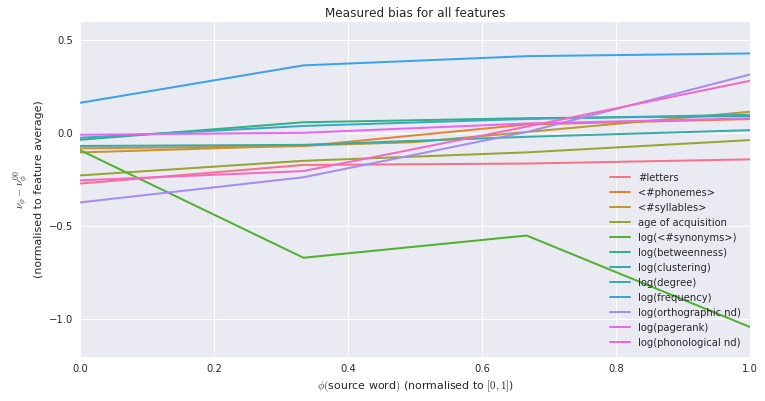 Measured bias for all features
0.5
0.0
−0.5
−1.0
ν_ϕ − ν_ϕ^00
(normalised to feature average)
#letters
<#phonemes>
<#syllables>
age of acquisition
log(<#synonyms>)
log(betweenness)
log(clustering)
log(degree)
log(frequency)
log(orthographic nd)
log(pagerank)
log(phonological nd)
0.0 0.2 0.4 0.6 0.8 1.0
ϕ(source word) (normalised to [0, 1])